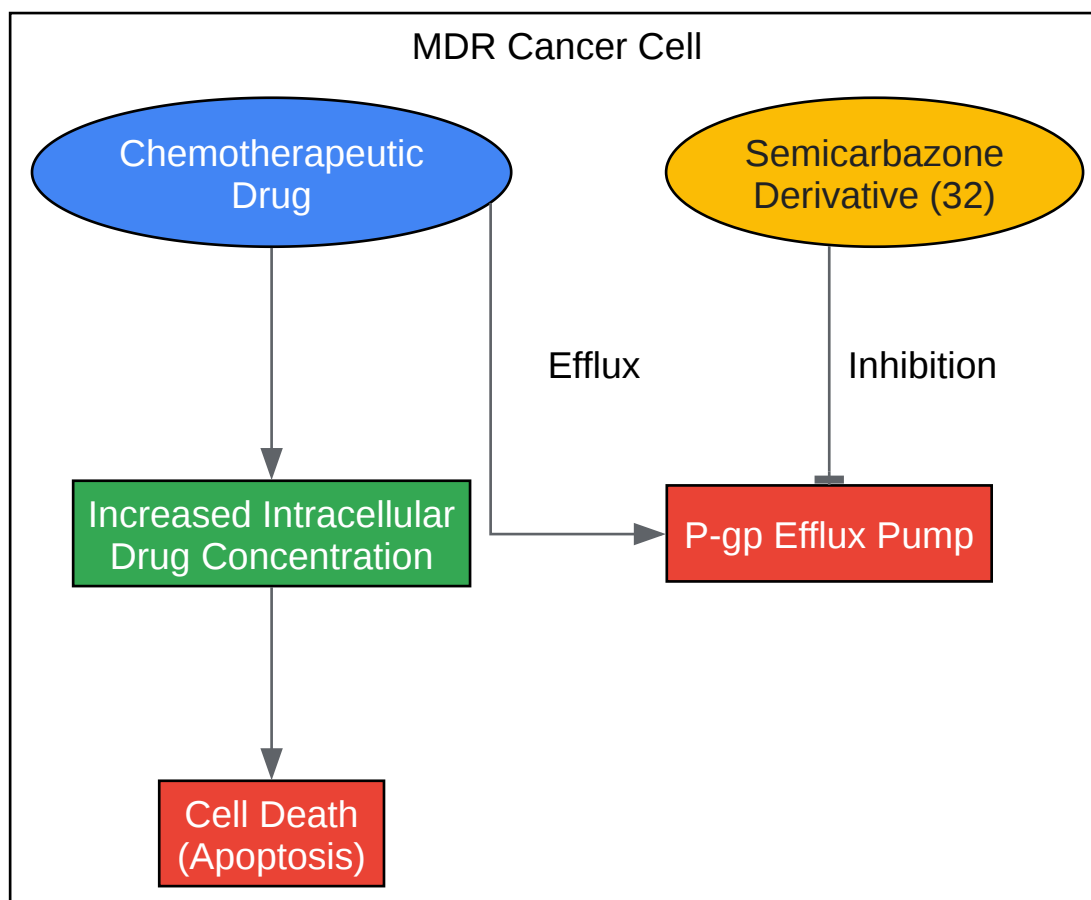 MDR Cancer Cell
Chemotherapeutic
Drug
Semicarbazone
Derivative (32)
Efflux
Inhibition
Increased Intracellular
Drug Concentration
P-gp Efflux Pump
Cell Death
(Apoptosis)